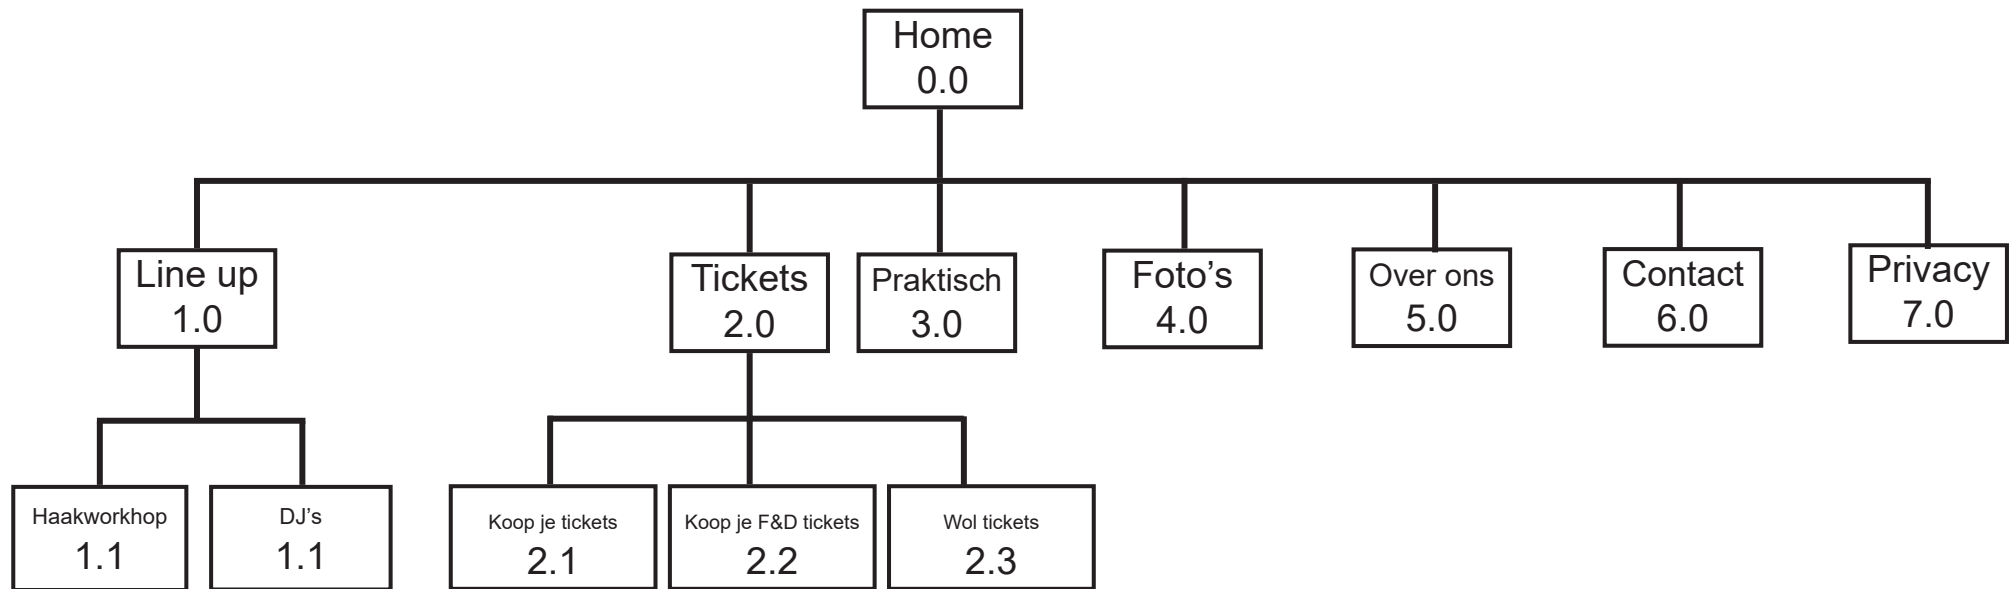 Home
0.0
Line up
1.0
Tickets
2.0
Praktisch
3.0
Foto’s
4.0
Over ons
5.0
Contact
6.0
Privacy
7.0
Haakworkhop
1.1
DJ’s
1.1
Koop je tickets
2.1
Koop je F&D tickets
2.2
Wol tickets
2.3